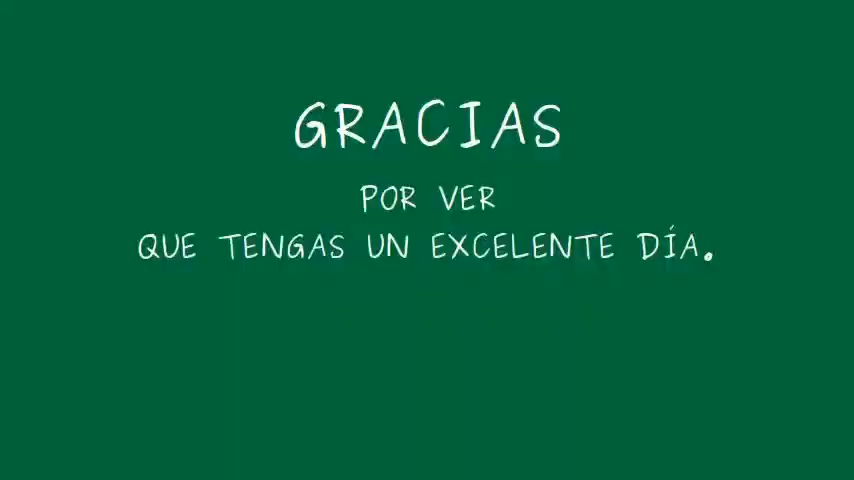 GRACIAS
POR VER
QUE TENGAS UN EXCELENTE DÍA.